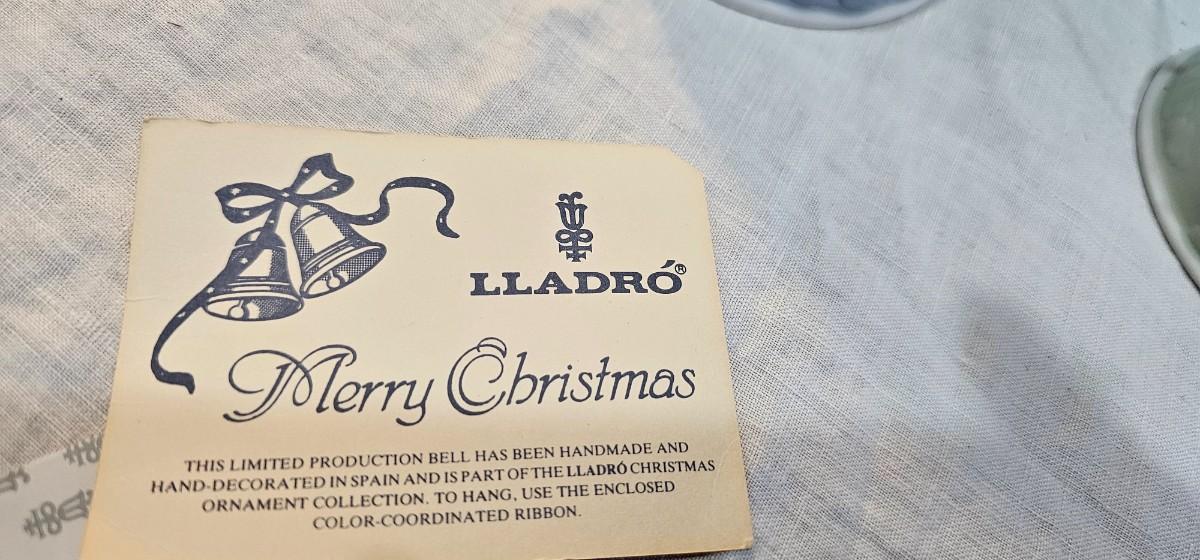 LLADRÓ®
Merry Christmas
THIS LIMITED PRODUCTION BELL HAS BEEN HANDMADE AND
HAND-DECORATED IN SPAIN AND IS PART OF THE LLADRÓ CHRISTMAS
ORNAMENT COLLECTION. TO HANG, USE THE ENCLOSED
COLOR-COORDINATED RIBBON.